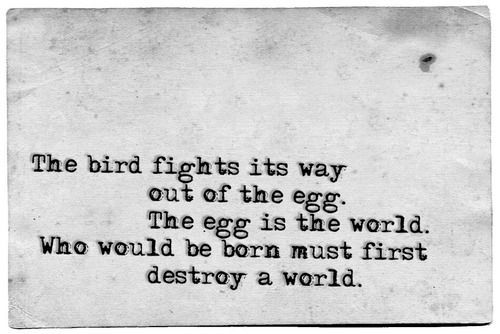 The bird fights its way
out of the egg.
The egg is the world.
Who would be born must first
destroy a world.